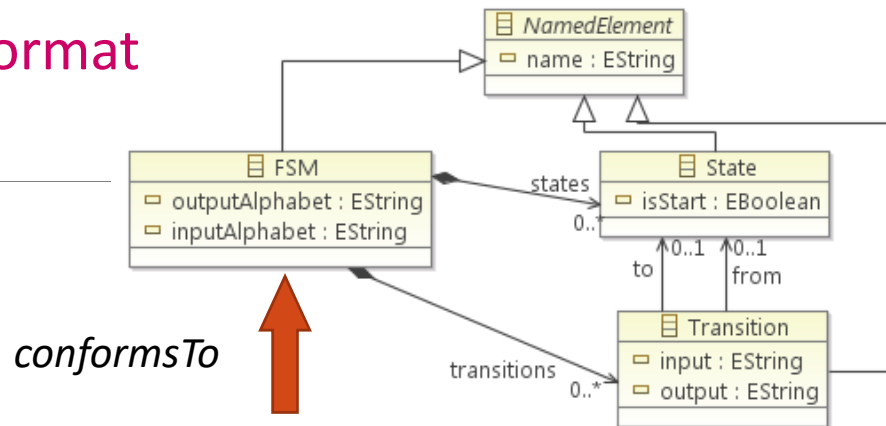 ormat
NamedElement
name : EString
FSM
outputAlphabet : EString
inputAlphabet : EString
states
0..*
State
isStart : EBoolean
0..1
0..1
to
from
conformsTo
transitions
0..*
Transition
input : EString
output : EString